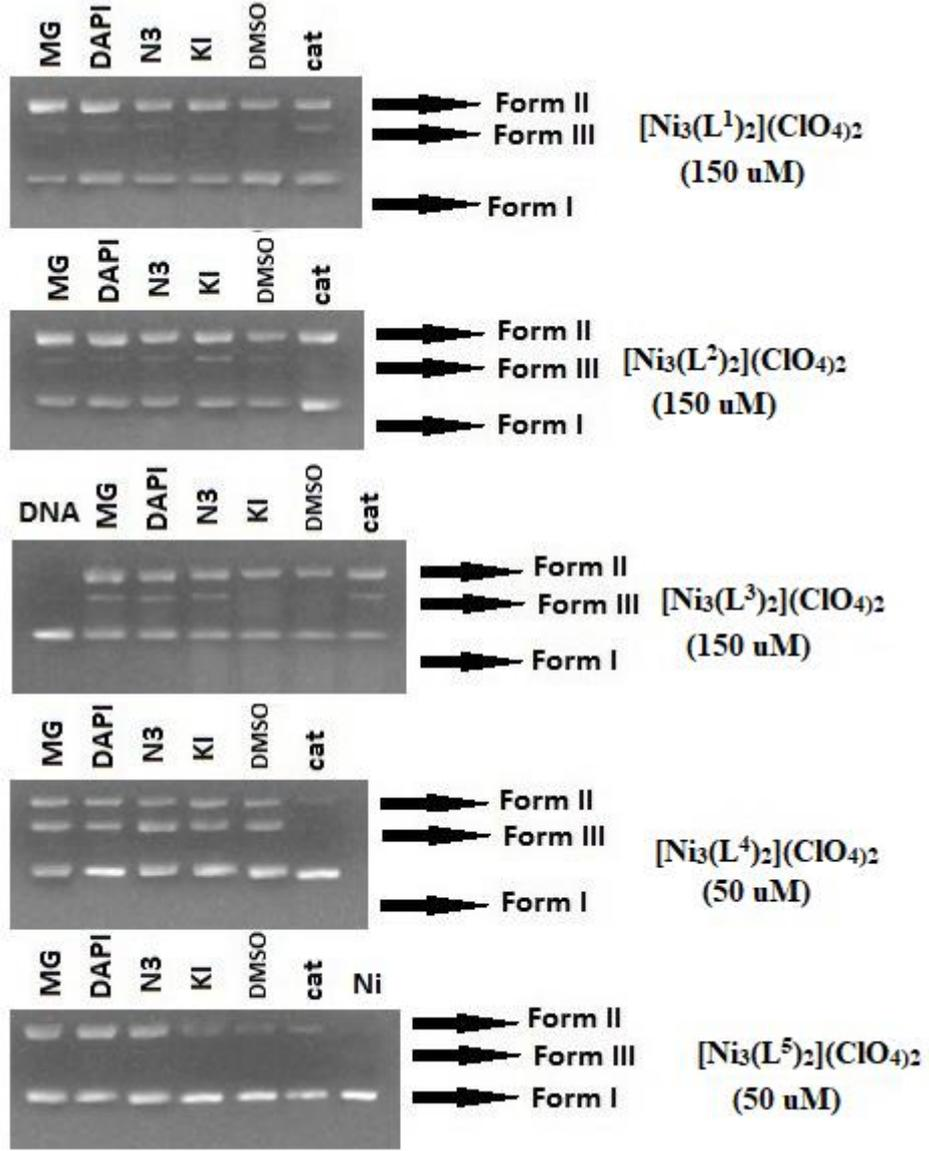 MG DAPI N3 KI DMSO cat
Form II
Form III
Form I
[Ni3(L1)2](ClO4)2
(150 uM)
MG DAPI N3 KI DMSO cat
Form II
Form III
Form I
[Ni3(L2)2](ClO4)2
(150 uM)
DNA MG DAPI N3 KI DMSO cat
Form II
Form III
Form I
[Ni3(L3)2](ClO4)2
(150 uM)
MG DAPI N3 KI DMSO cat
Form II
Form III
Form I
[Ni3(L4)2](ClO4)2
(50 uM)
MG DAPI N3 KI DMSO cat Ni
Form II
Form III
Form I
[Ni3(L5)2](ClO4)2
(50 uM)